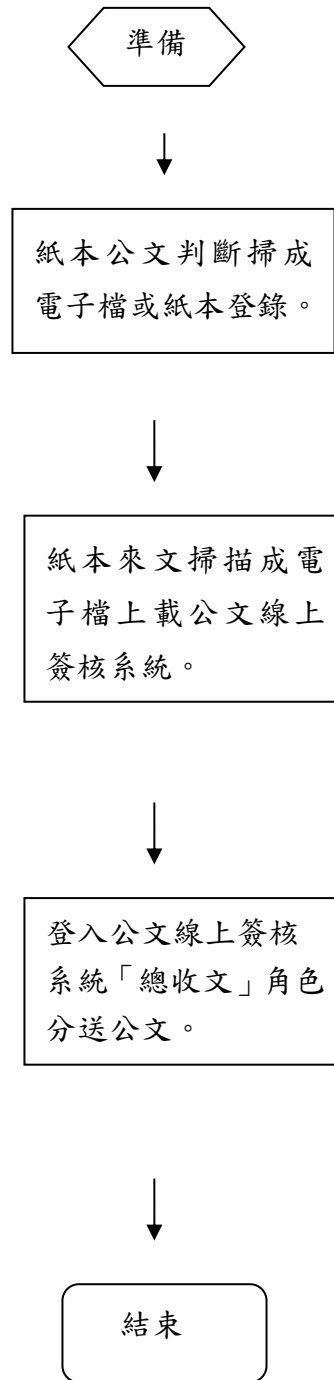 準備
紙本公文判斷掃成
電子檔或紙本登錄。
紙本來文掃描成電
子檔上載公文線上
簽核系統。
登入公文線上簽核
系統「總收文」角色
分送公文。
結束